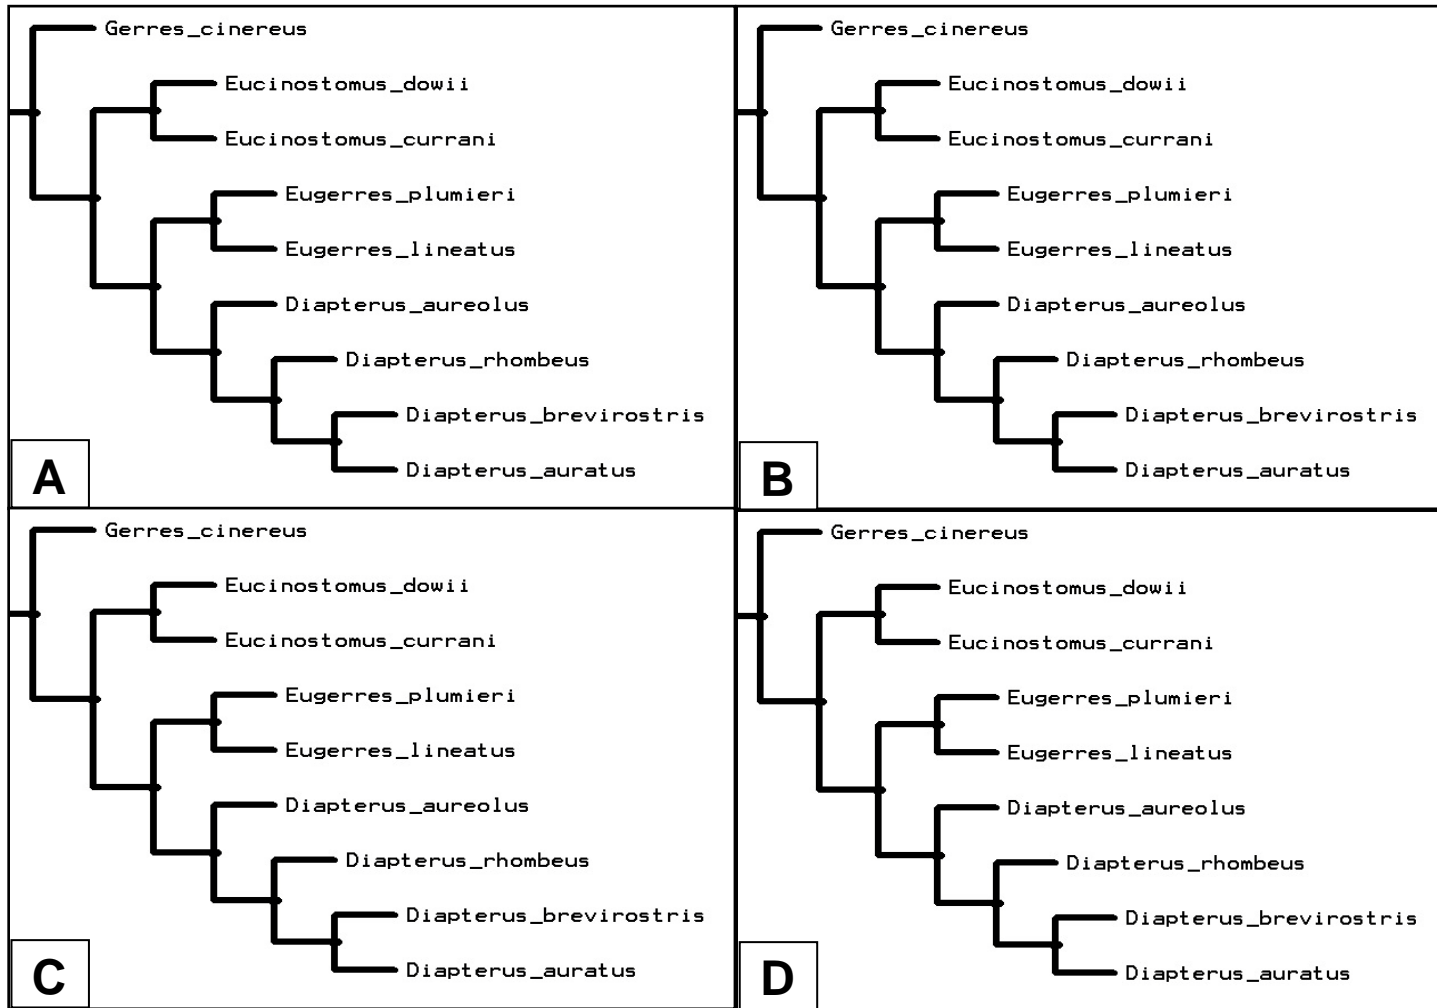 Gerres_cinereus
Eucinostomus_dowii
Eucinostomus_currani
Eugerres_plumieri
Eugerres_lineatus
Diapterus_aureolus
Diapterus_rhombeus
Diapterus_brevirostris
Diapterus_auratus
A
Gerres_cinereus
Eucinostomus_dowii
Eucinostomus_currani
Eugerres_plumieri
Eugerres_lineatus
Diapterus_aureolus
Diapterus_rhombeus
Diapterus_brevirostris
Diapterus_auratus
B
Gerres_cinereus
Eucinostomus_dowii
Eucinostomus_currani
Eugerres_plumieri
Eugerres_lineatus
Diapterus_aureolus
Diapterus_rhombeus
Diapterus_brevirostris
Diapterus_auratus
C
Gerres_cinereus
Eucinostomus_dowii
Eucinostomus_currani
Eugerres_plumieri
Eugerres_lineatus
Diapterus_aureolus
Diapterus_rhombeus
Diapterus_brevirostris
Diapterus_auratus
D